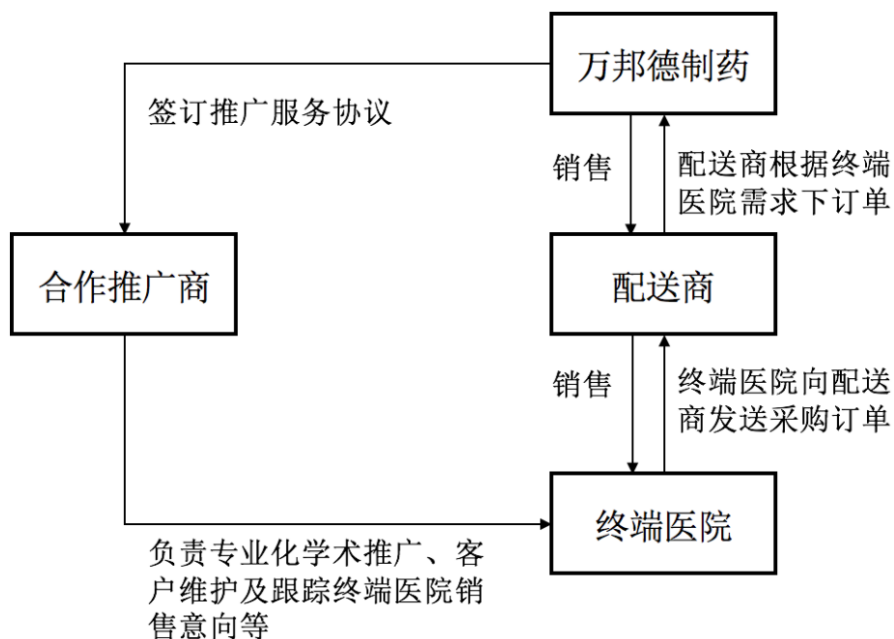 万邦德制药
签订推广服务协议
销售
配送商根据终端
医院需求下订单
合作推广商
配送商
销售
终端医院向配送
商发送采购订单
终端医院
负责专业化学术推广、客
户维护及跟踪终端医院销
售意向等